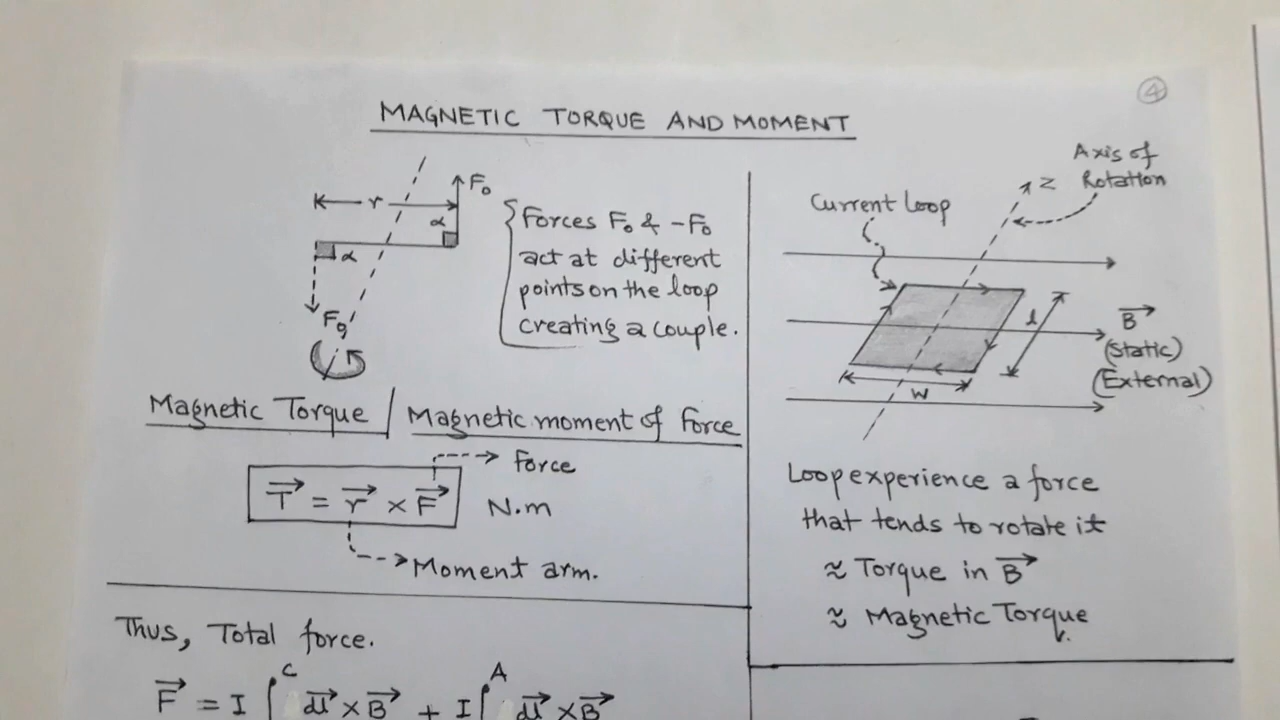 4
MAGNETIC TORQUE AND MOMENT
r
F₀
α
α
F₀
Forces F₀ & -F₀
act at different
points on the loop
creating a couple.
Magnetic Torque / Magnetic moment of Force
Force
T⃗ = r⃗ × F⃗ N.m
Moment arm.
Axis of
Rotation
Z
Current loop
l
B⃗
(Static)
(External)
W
Loop experience a force
that tends to rotate it
≈ Torque in B⃗
≈ Magnetic Torque
Thus, Total force.
F⃗ = I ∫ᶜ dl⃗ × B⃗ + I ∫ᴬ dl⃗ × B⃗